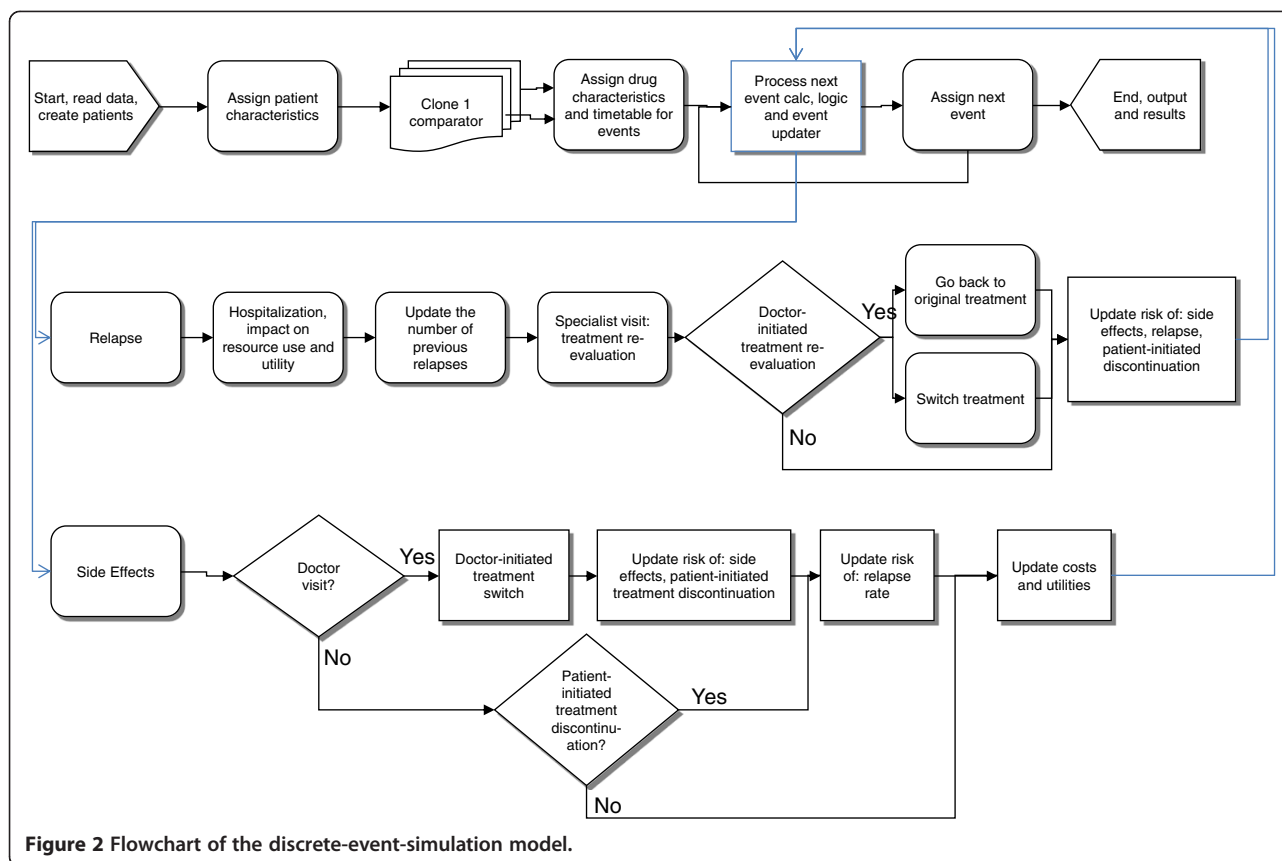 Start, read data,
create patients
Assign patient
characteristics
Clone 1
comparator
Assign drug
characteristics
and timetable for
events
Process next
event calc, logic
and event
updater
Assign next
event
End, output
and results
Relapse
Hospitalization,
impact on
resource use and
utility
Update the
number of
previous
relapses
Specialist visit:
treatment re-
evaluation
Doctor-
initiated
treatment re-
evaluation
Yes
Go back to
original treatment
Switch treatment
No
Update risk of: side
effects, relapse,
patient-initiated
discontinuation
Side Effects
Doctor
visit?
Yes
Doctor-initiated
treatment
switch
Update risk of: side
effects, patient-initiated
treatment discontinuation
Update risk
of: relapse
rate
Update costs
and utilities
No
Patient-
initiated
treatment
discontinu-
ation?
Yes
No
Figure 2 Flowchart of the discrete-event-simulation model.